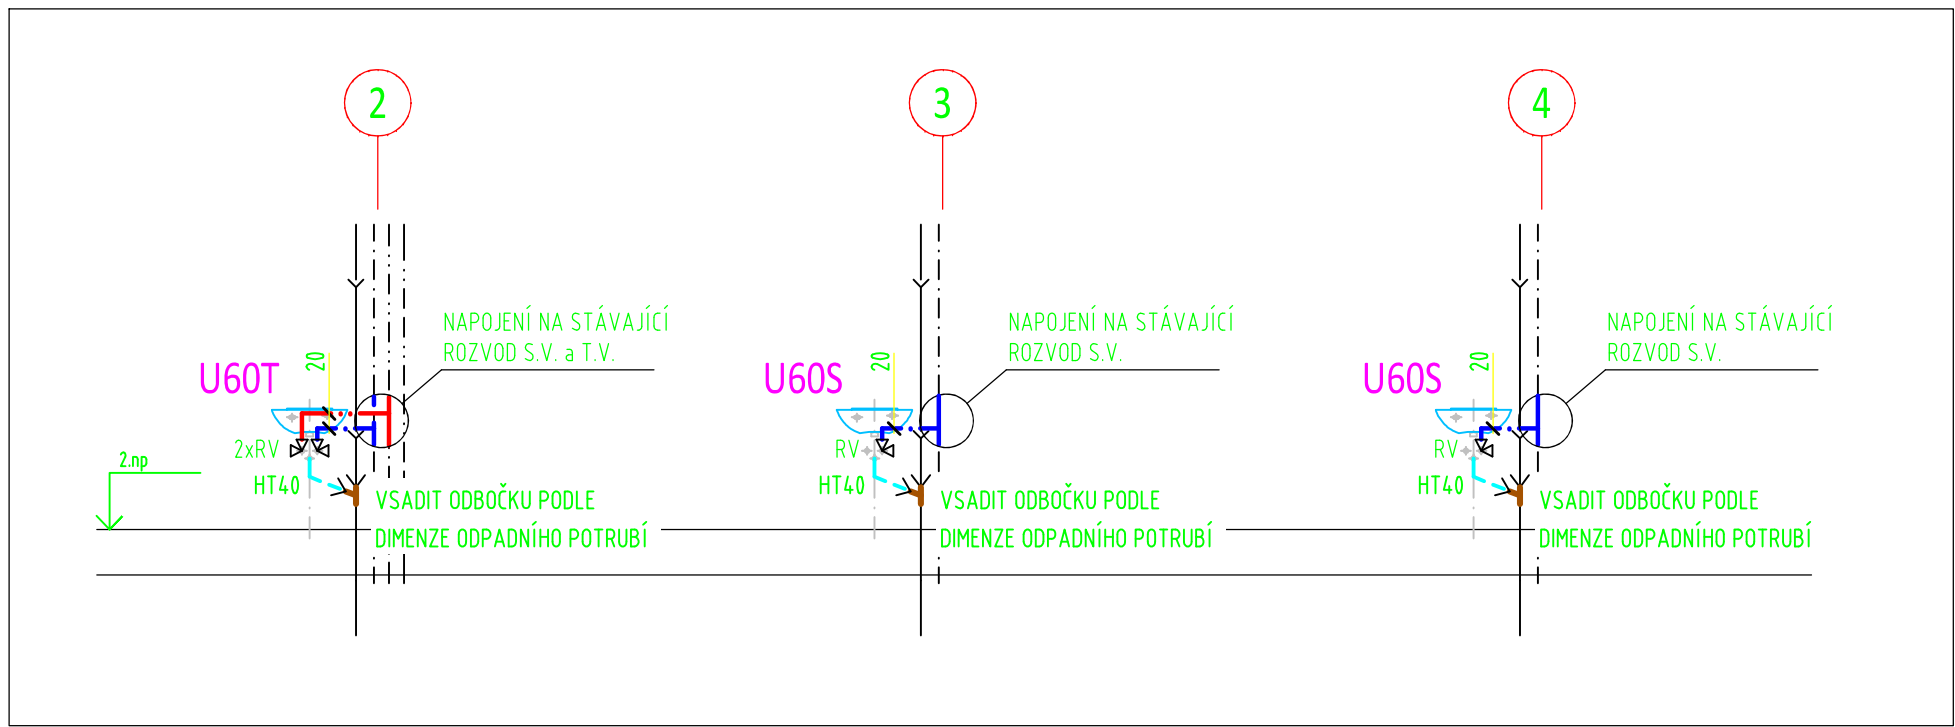 2
3
4
NAPOJENÍ NA STÁVAJÍCÍ
ROZVOD S.V. a T.V.
NAPOJENÍ NA STÁVAJÍCÍ
ROZVOD S.V.
NAPOJENÍ NA STÁVAJÍCÍ
ROZVOD S.V.
U60T
20
U60S
20
U60S
20
2xRV
RV
RV
2.np
HT40
HT40
HT40
VSADIT ODBOČKU PODLE
DIMENZE ODPADNÍHO POTRUBÍ
VSADIT ODBOČKU PODLE
DIMENZE ODPADNÍHO POTRUBÍ
VSADIT ODBOČKU PODLE
DIMENZE ODPADNÍHO POTRUBÍ